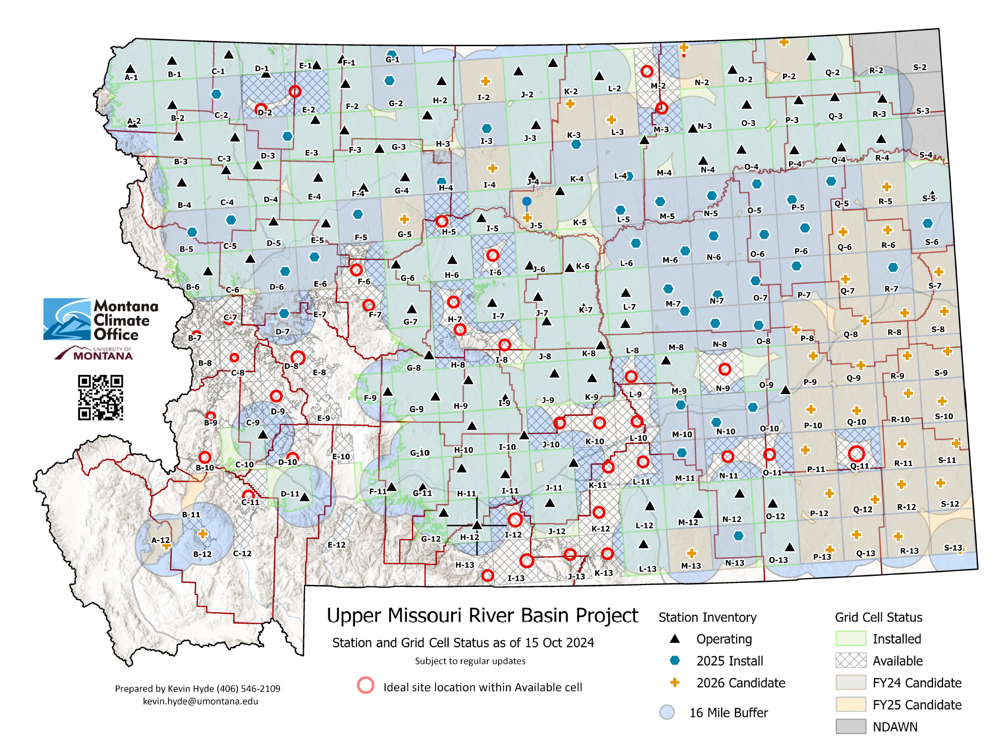 A-1
B-1
C-1
D-1
E-1
F-1
G-1
A-2
B-2
C-2
D-2
E-2
F-2
G-2
H-2
I-2
J-2
K-2
L-2
M-2
N-2
O-2
P-2
Q-2
R-2
S-2
B-3
C-3
D-3
E-3
F-3
G-3
H-3
I-3
J-3
K-3
L-3
M-3
N-3
O-3
P-3
Q-3
R-3
S-3
B-4
C-4
D-4
E-4
F-4
G-4
H-4
I-4
J-4
K-4
L-4
M-4
N-4
O-4
P-4
Q-4
R-4
S-4
B-5
C-5
D-5
E-5
F-5
G-5
H-5
I-5
J-5
K-5
L-5
M-5
N-5
O-5
P-5
Q-5
R-5
S-5
B-6
C-6
D-6
E-6
F-6
G-6
H-6
I-6
J-6
K-6
L-6
M-6
N-6
O-6
P-6
Q-6
R-6
S-6
B-7
C-7
D-7
E-7
F-7
G-7
H-7
I-7
J-7
K-7
L-7
M-7
N-7
O-7
P-7
Q-7
R-7
S-7
B-8
C-8
D-8
E-8
G-8
H-8
I-8
J-8
K-8
L-8
M-8
N-8
O-8
P-8
Q-8
R-8
S-8
B-9
C-9
D-9
E-9
F-9
G-9
H-9
I-9
J-9
K-9
L-9
M-9
N-9
O-9
P-9
Q-9
R-9
S-9
B-10
C-10
D-10
E-10
G-10
H-10
I-10
J-10
K-10
L-10
M-10
N-10
O-10
P-10
Q-10
R-10
S-10
B-11
C-11
D-11
F-11
G-11
H-11
I-11
J-11
K-11
L-11
M-11
N-11
O-11
P-11
Q-11
R-11
S-11
A-12
B-12
C-12
E-12
G-12
H-12
I-12
J-12
K-12
L-12
M-12
N-12
O-12
P-12
Q-12
R-12
S-12
H-13
I-13
J-13
K-13
L-13
M-13
N-13
O-13
P-13
Q-13
R-13
S-13
Montana
Climate
Office
UNIVERSITY OF
MONTANA
Upper Missouri River Basin Project
Station and Grid Cell Status as of 15 Oct 2024
Subject to regular updates
Ideal site location within Available cell
Prepared by Kevin Hyde (406) 546-2109
kevin.hyde@umontana.edu
Station Inventory
Operating
2025 Install
2026 Candidate
16 Mile Buffer
Grid Cell Status
Installed
Available
FY24 Candidate
FY25 Candidate
NDAWN